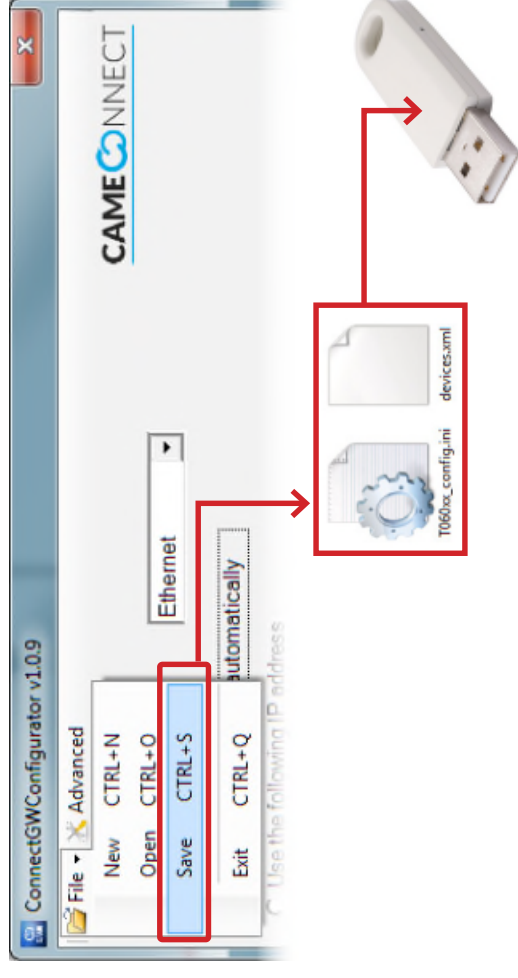 ConnectGWConfigurator v1.0.9
File Advanced
CAMECONNECT
New CTRL+N
Open CTRL+O
Ethernet
Save CTRL+S
automatically
Exit CTRL+Q
Use the following IP address
T060xx_config.ini devices.xml